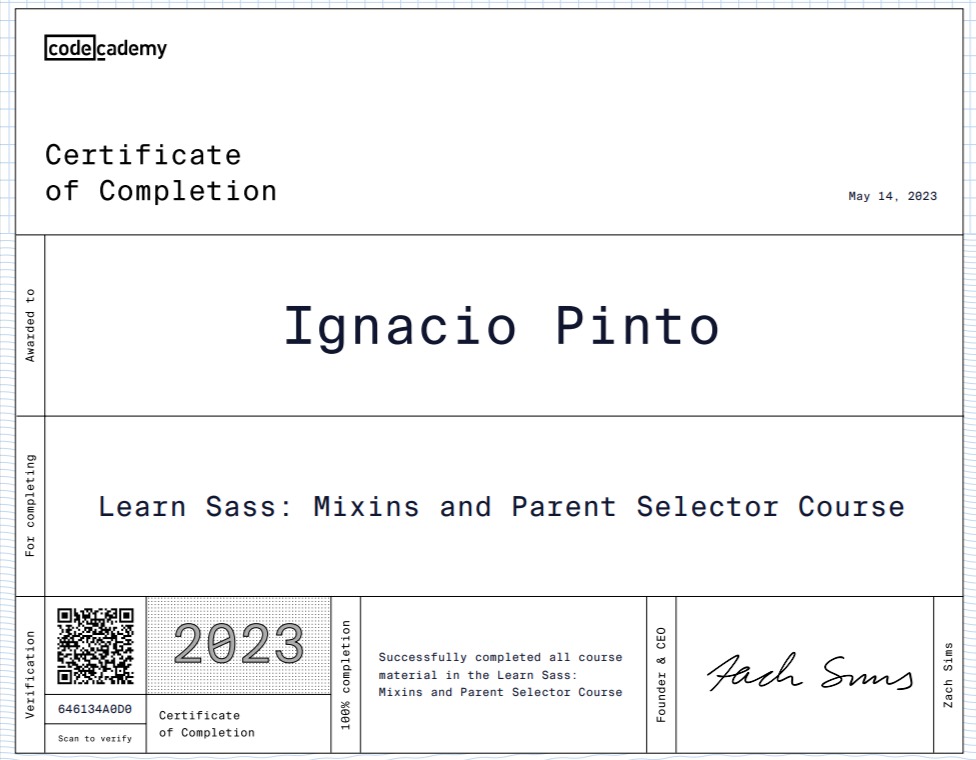 codecademy
Certificate
of Completion
May 14, 2023
Awarded to
Ignacio Pinto
For completing
Learn Sass: Mixins and Parent Selector Course
Verification
646134A0D0
Scan to verify
2023
Certificate
of Completion
100% completion
Successfully completed all course
material in the Learn Sass:
Mixins and Parent Selector Course
Founder & CEO
Zach Sims
Zach Sims